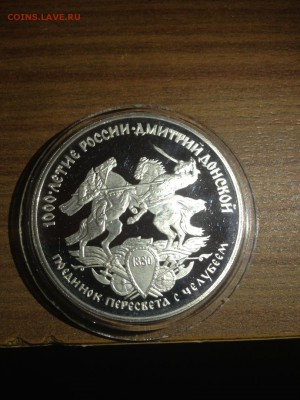 COINS.LAVE.RU
1000-ЛЕТИЕ РОССИИ·ДМИТРИЙ ДОНСКОЙ
1380
ПОЕДИНОК ПЕРЕСВЕТА С ЧЕЛУБЕЕМ